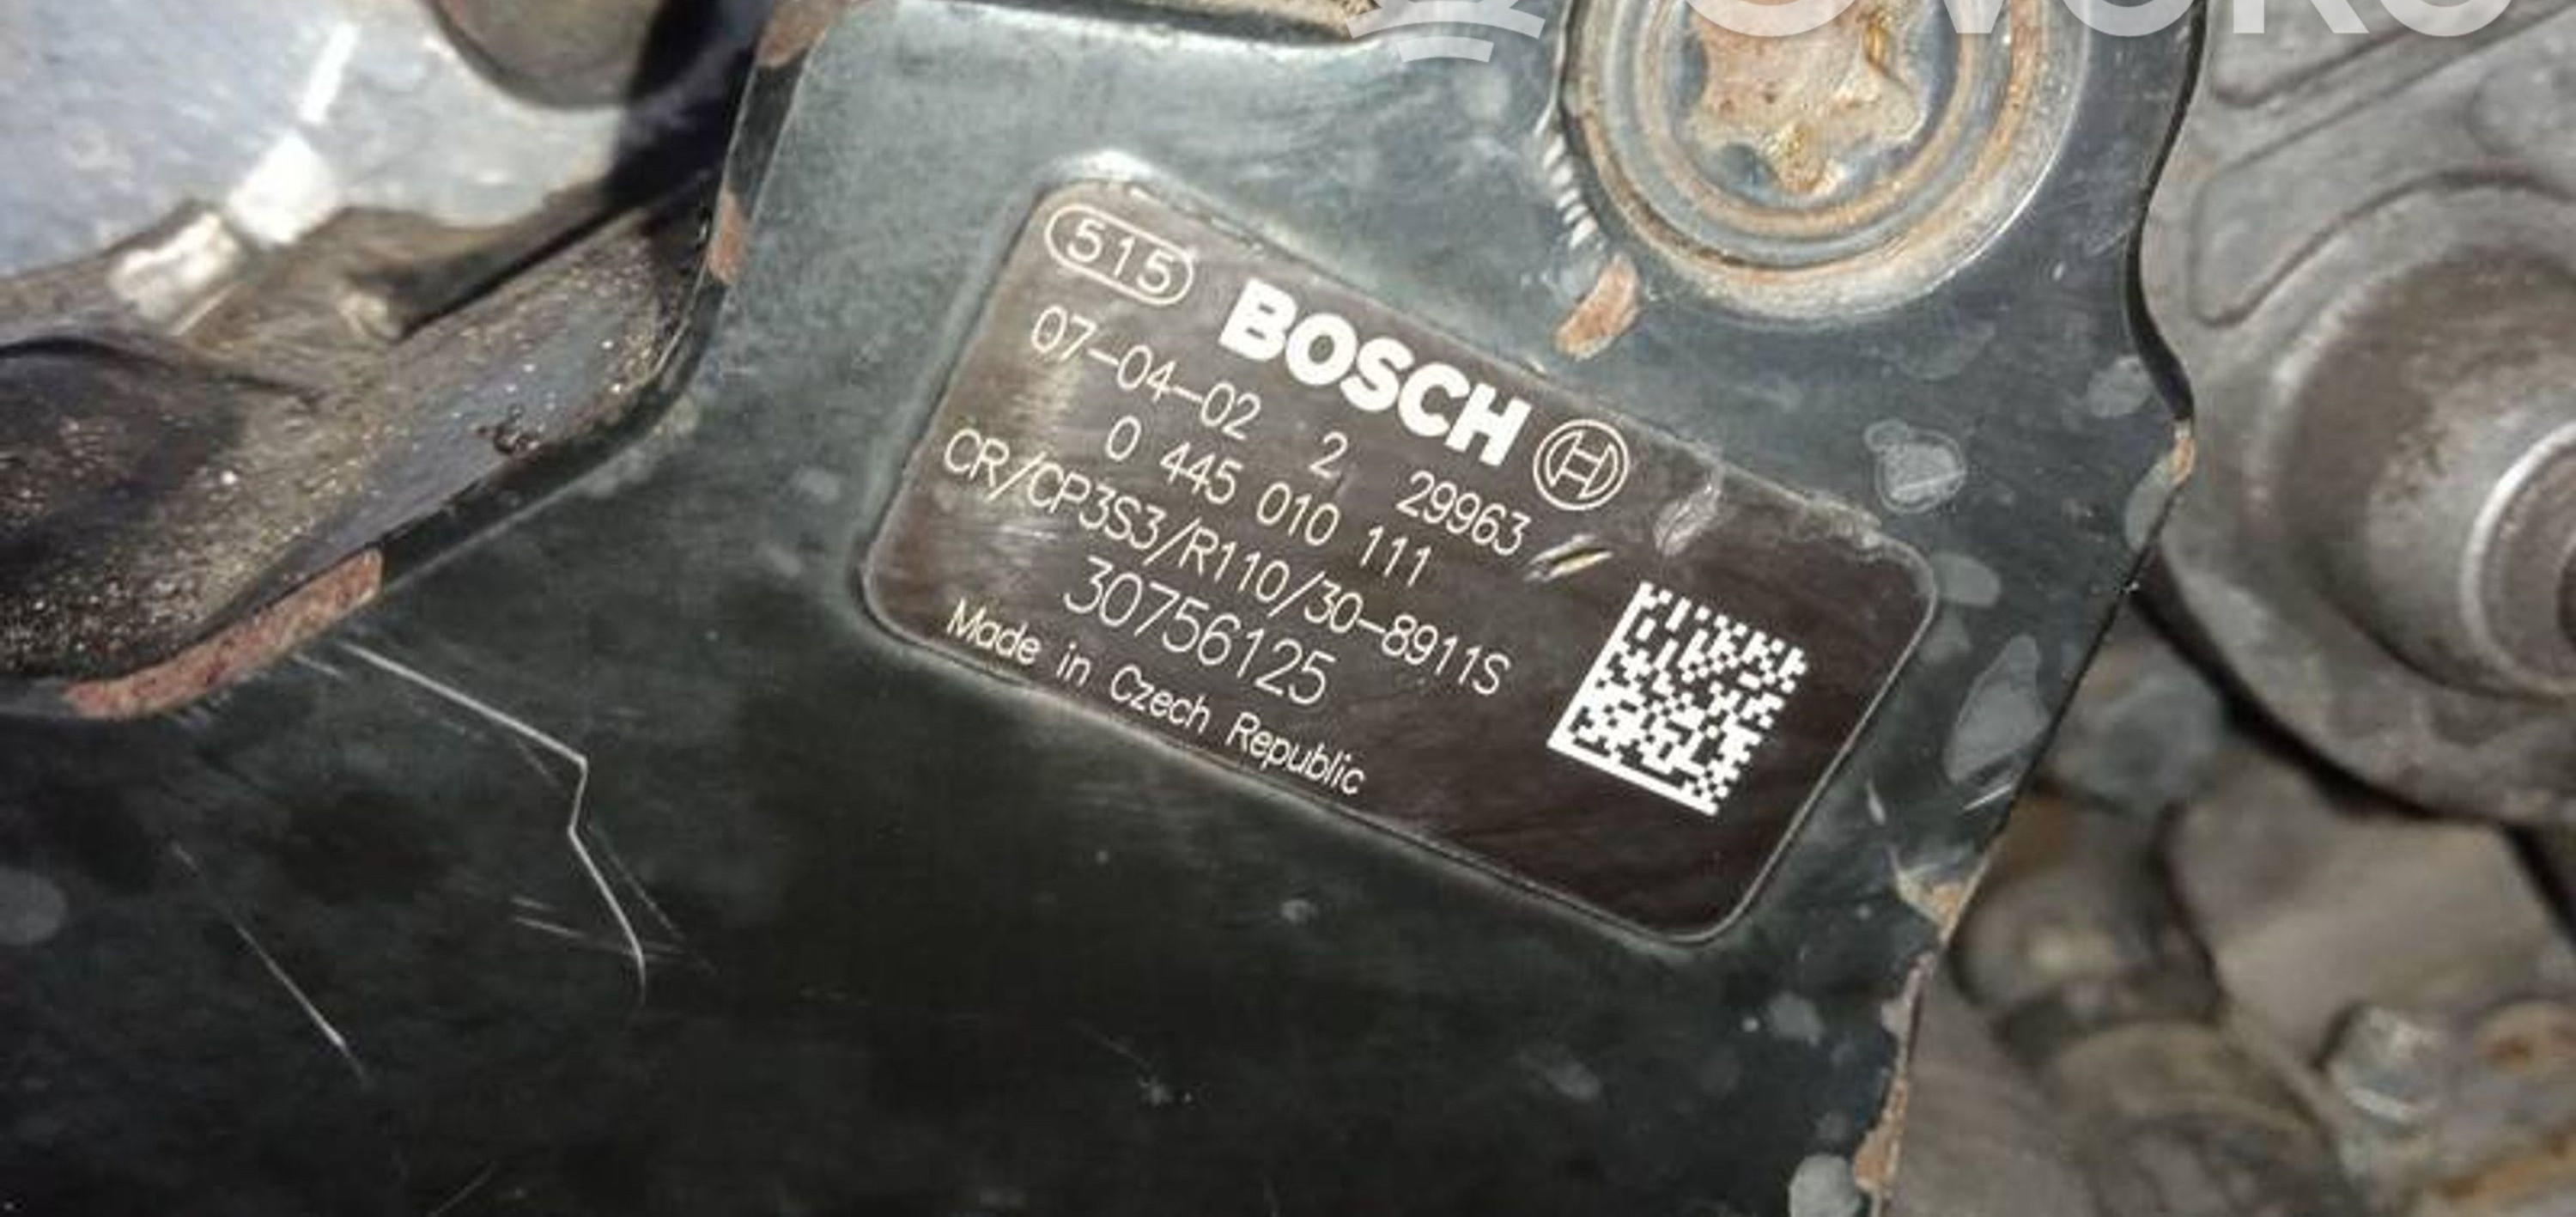 515 BOSCH
07-04-02 2 29963
0 445 010 111
CR/CP3S3/R110/30-8911S
30756125
Made in Czech Republic